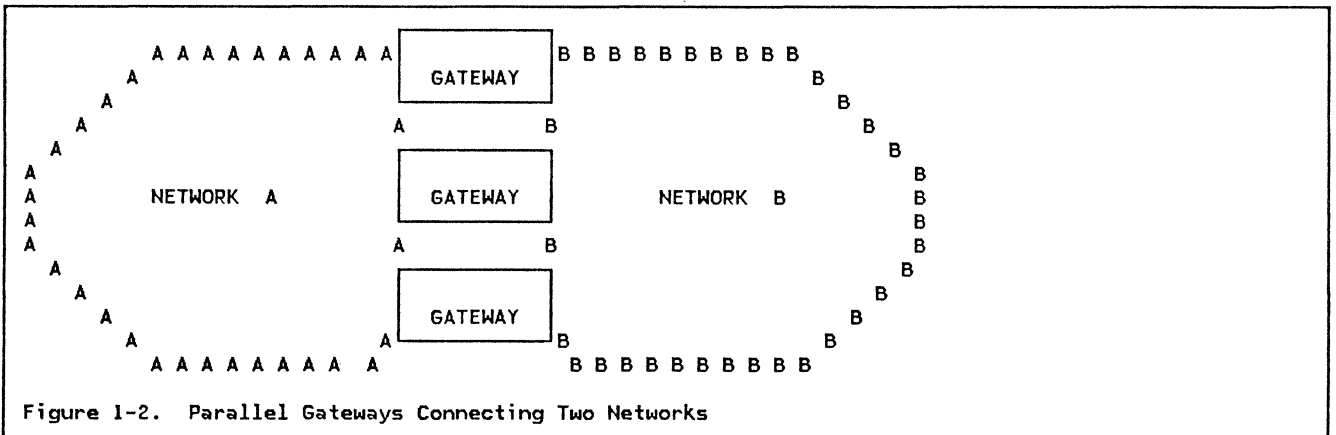 A A A A A A A A A A B B B B B B B B B B
A GATEWAY B
A B
A A B B
A B
A B
A NETWORK A GATEWAY NETWORK B B
A B
A A B B
A B
A B
A GATEWAY B
A A B B
A A A A A A A A A B B B B B B B B B B
Figure 1-2. Parallel Gateways Connecting Two Networks